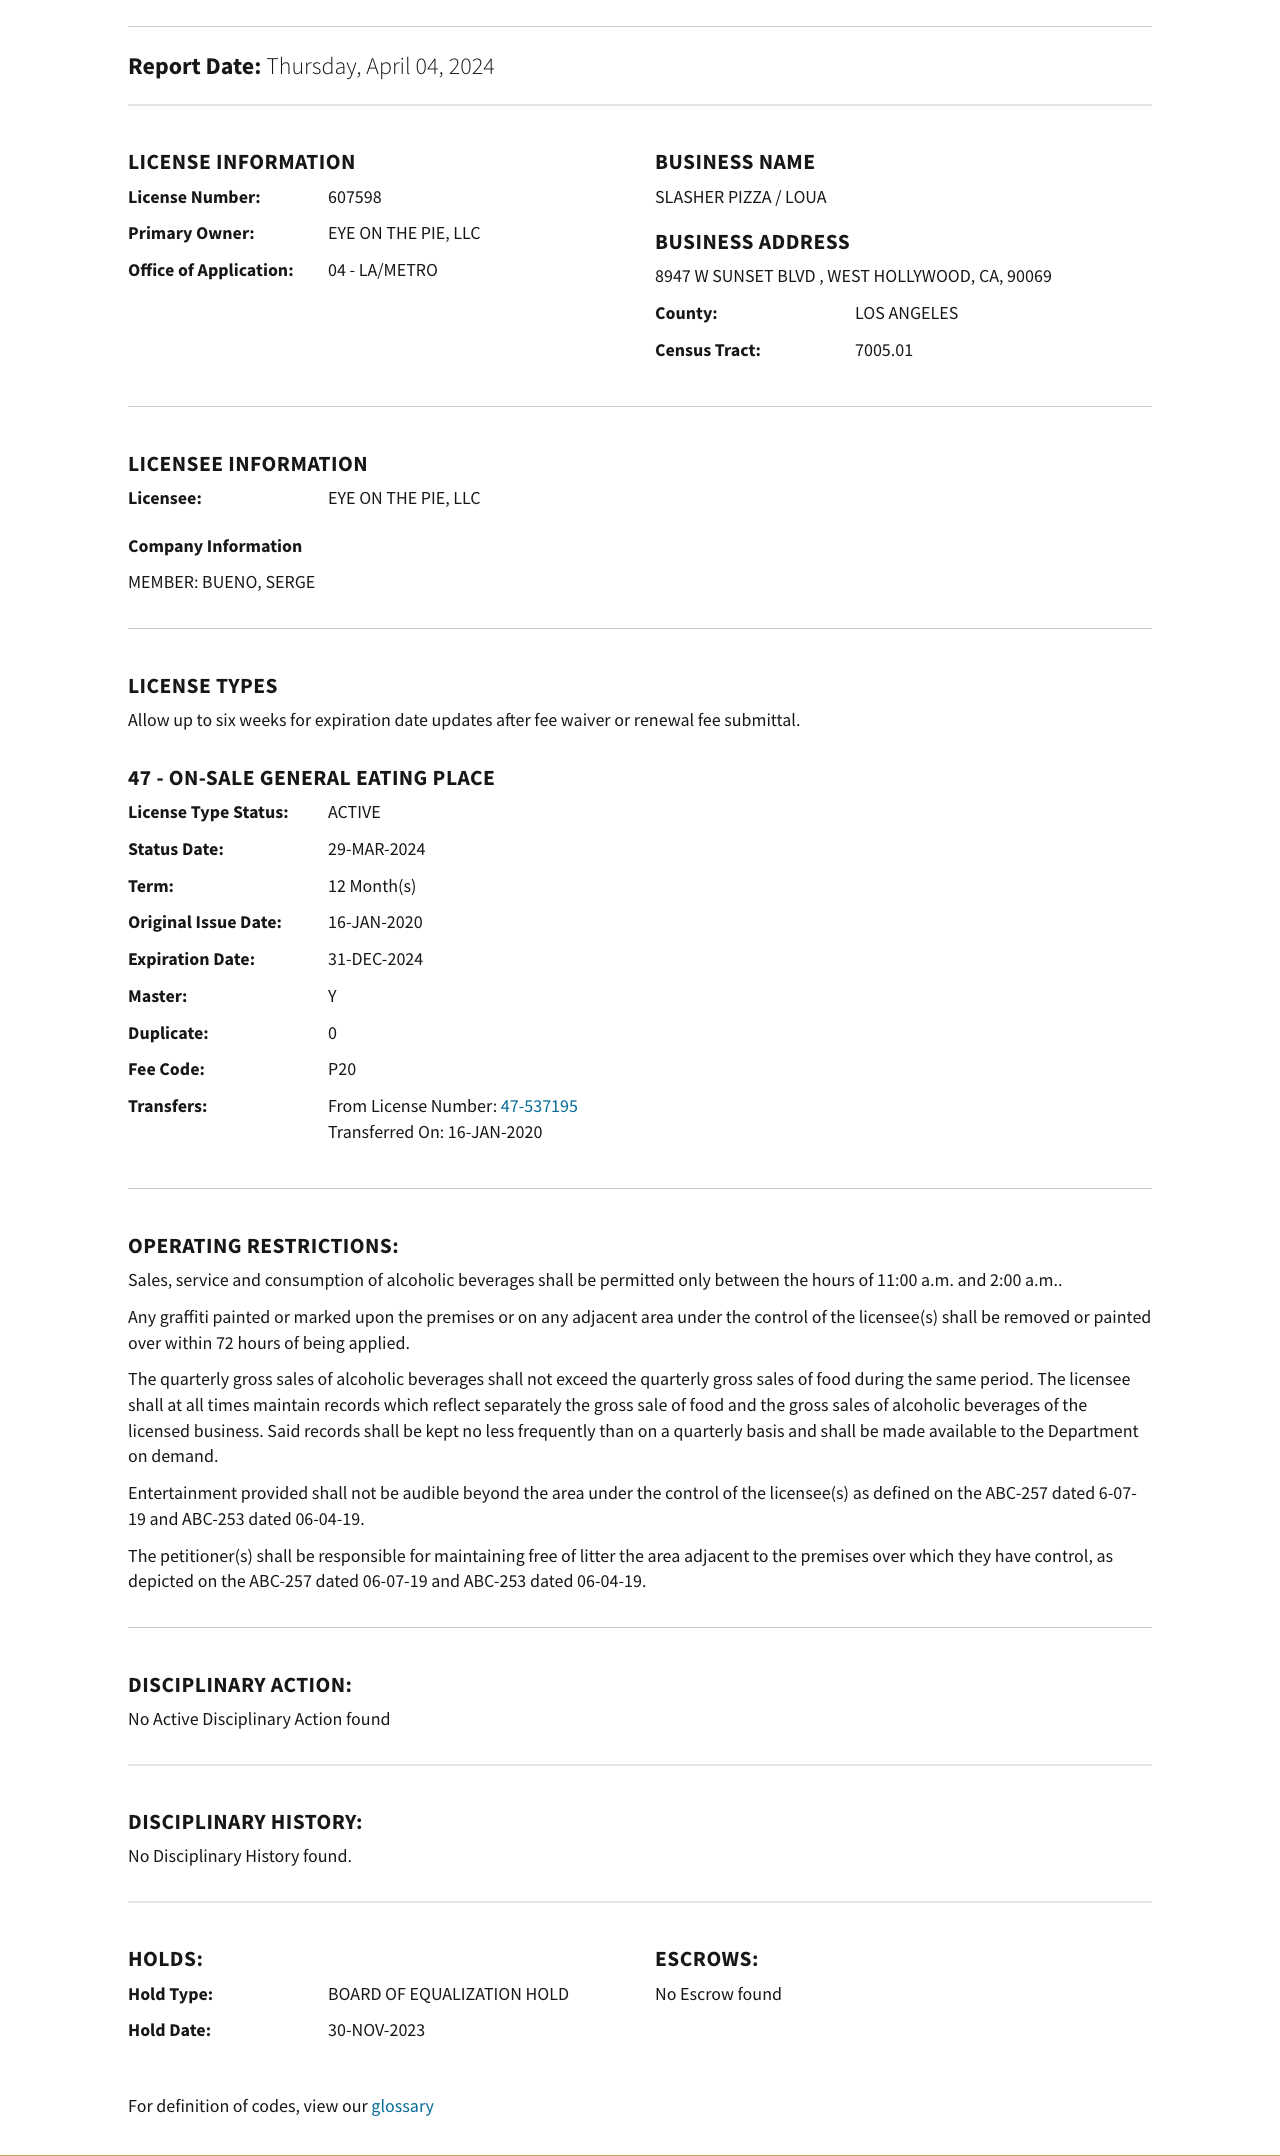 Report Date: Thursday, April 04, 2024
LICENSE INFORMATION
License Number: 607598
Primary Owner: EYE ON THE PIE, LLC
Office of Application: 04 - LA/METRO
BUSINESS NAME
SLASHER PIZZA / LOUA
BUSINESS ADDRESS
8947 W SUNSET BLVD , WEST HOLLYWOOD, CA, 90069
County: LOS ANGELES
Census Tract: 7005.01
LICENSEE INFORMATION
Licensee: EYE ON THE PIE, LLC
Company Information
MEMBER: BUENO, SERGE
LICENSE TYPES
Allow up to six weeks for expiration date updates after fee waiver or renewal fee submittal.
47 - ON-SALE GENERAL EATING PLACE
License Type Status: ACTIVE
Status Date: 29-MAR-2024
Term: 12 Month(s)
Original Issue Date: 16-JAN-2020
Expiration Date: 31-DEC-2024
Master: Y
Duplicate: 0
Fee Code: P20
Transfers: From License Number: 47-537195
Transferred On: 16-JAN-2020
OPERATING RESTRICTIONS:
Sales, service and consumption of alcoholic beverages shall be permitted only between the hours of 11:00 a.m. and 2:00 a.m..
Any graffiti painted or marked upon the premises or on any adjacent area under the control of the licensee(s) shall be removed or painted
over within 72 hours of being applied.
The quarterly gross sales of alcoholic beverages shall not exceed the quarterly gross sales of food during the same period. The licensee
shall at all times maintain records which reflect separately the gross sale of food and the gross sales of alcoholic beverages of the
licensed business. Said records shall be kept no less frequently than on a quarterly basis and shall be made available to the Department
on demand.
Entertainment provided shall not be audible beyond the area under the control of the licensee(s) as defined on the ABC-257 dated 6-07-
19 and ABC-253 dated 06-04-19.
The petitioner(s) shall be responsible for maintaining free of litter the area adjacent to the premises over which they have control, as
depicted on the ABC-257 dated 06-07-19 and ABC-253 dated 06-04-19.
DISCIPLINARY ACTION:
No Active Disciplinary Action found
DISCIPLINARY HISTORY:
No Disciplinary History found.
HOLDS:
Hold Type: BOARD OF EQUALIZATION HOLD
Hold Date: 30-NOV-2023
ESCROWS:
No Escrow found
For definition of codes, view our glossary